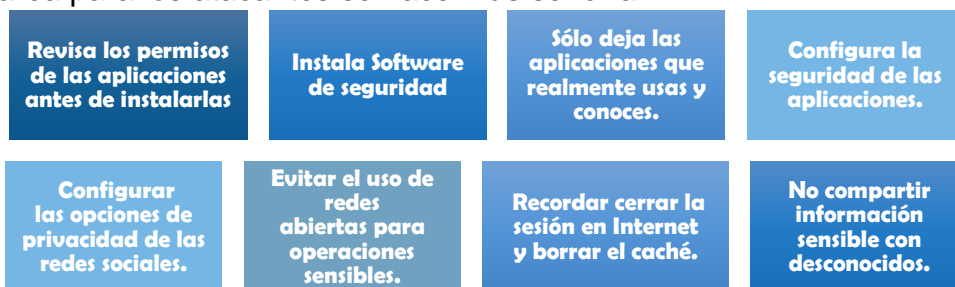 Revisa los permisos
de las aplicaciones
antes de instalarlas
Instala Software
de seguridad
Sólo deja las
aplicaciones que
realmente usas y
conoces.
Configura la
seguridad de las
aplicaciones.
Configurar
las opciones de
privacidad de las
redes sociales.
Evitar el uso de
redes
abiertas para
operaciones
sensibles.
Recordar cerrar la
sesión en Internet
y borrar el caché.
No compartir
información
sensible con
desconocidos.